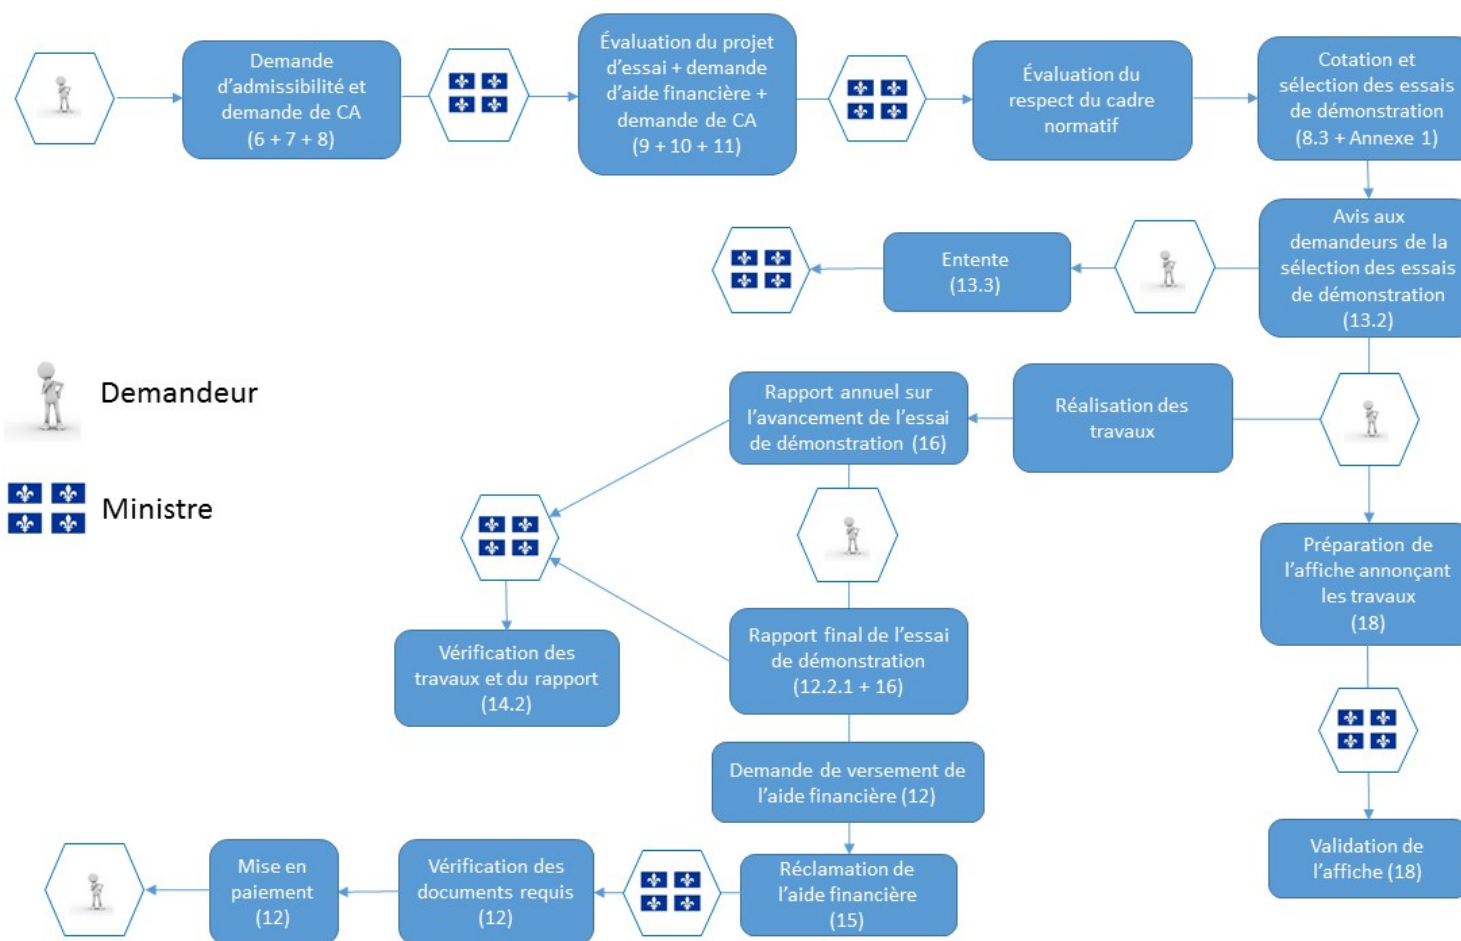 Demande
d'admissibilité et
demande de CA
(6 + 7 + 8)
Évaluation du projet
d'essai + demande
d'aide financière +
demande de CA
(9 + 10 + 11)
Évaluation du
respect du cadre
normatif
Cotation et
sélection des essais
de démonstration
(8.3 + Annexe 1)
Avis aux
demandeurs de la
sélection des essais
de démonstration
(13.2)
Entente
(13.3)
Demandeur
Ministre
Rapport annuel sur
l'avancement de l'essai
de démonstration (16)
Réalisation des
travaux
Préparation de
l'affiche annonçant
les travaux
(18)
Vérification des
travaux et du rapport
(14.2)
Rapport final de l'essai
de démonstration
(12.2.1 + 16)
Demande de versement de
l'aide financière (12)
Validation de
l'affiche (18)
Mise en
paiement
(12)
Vérification des
documents requis
(12)
Réclamation de
l'aide financière
(15)